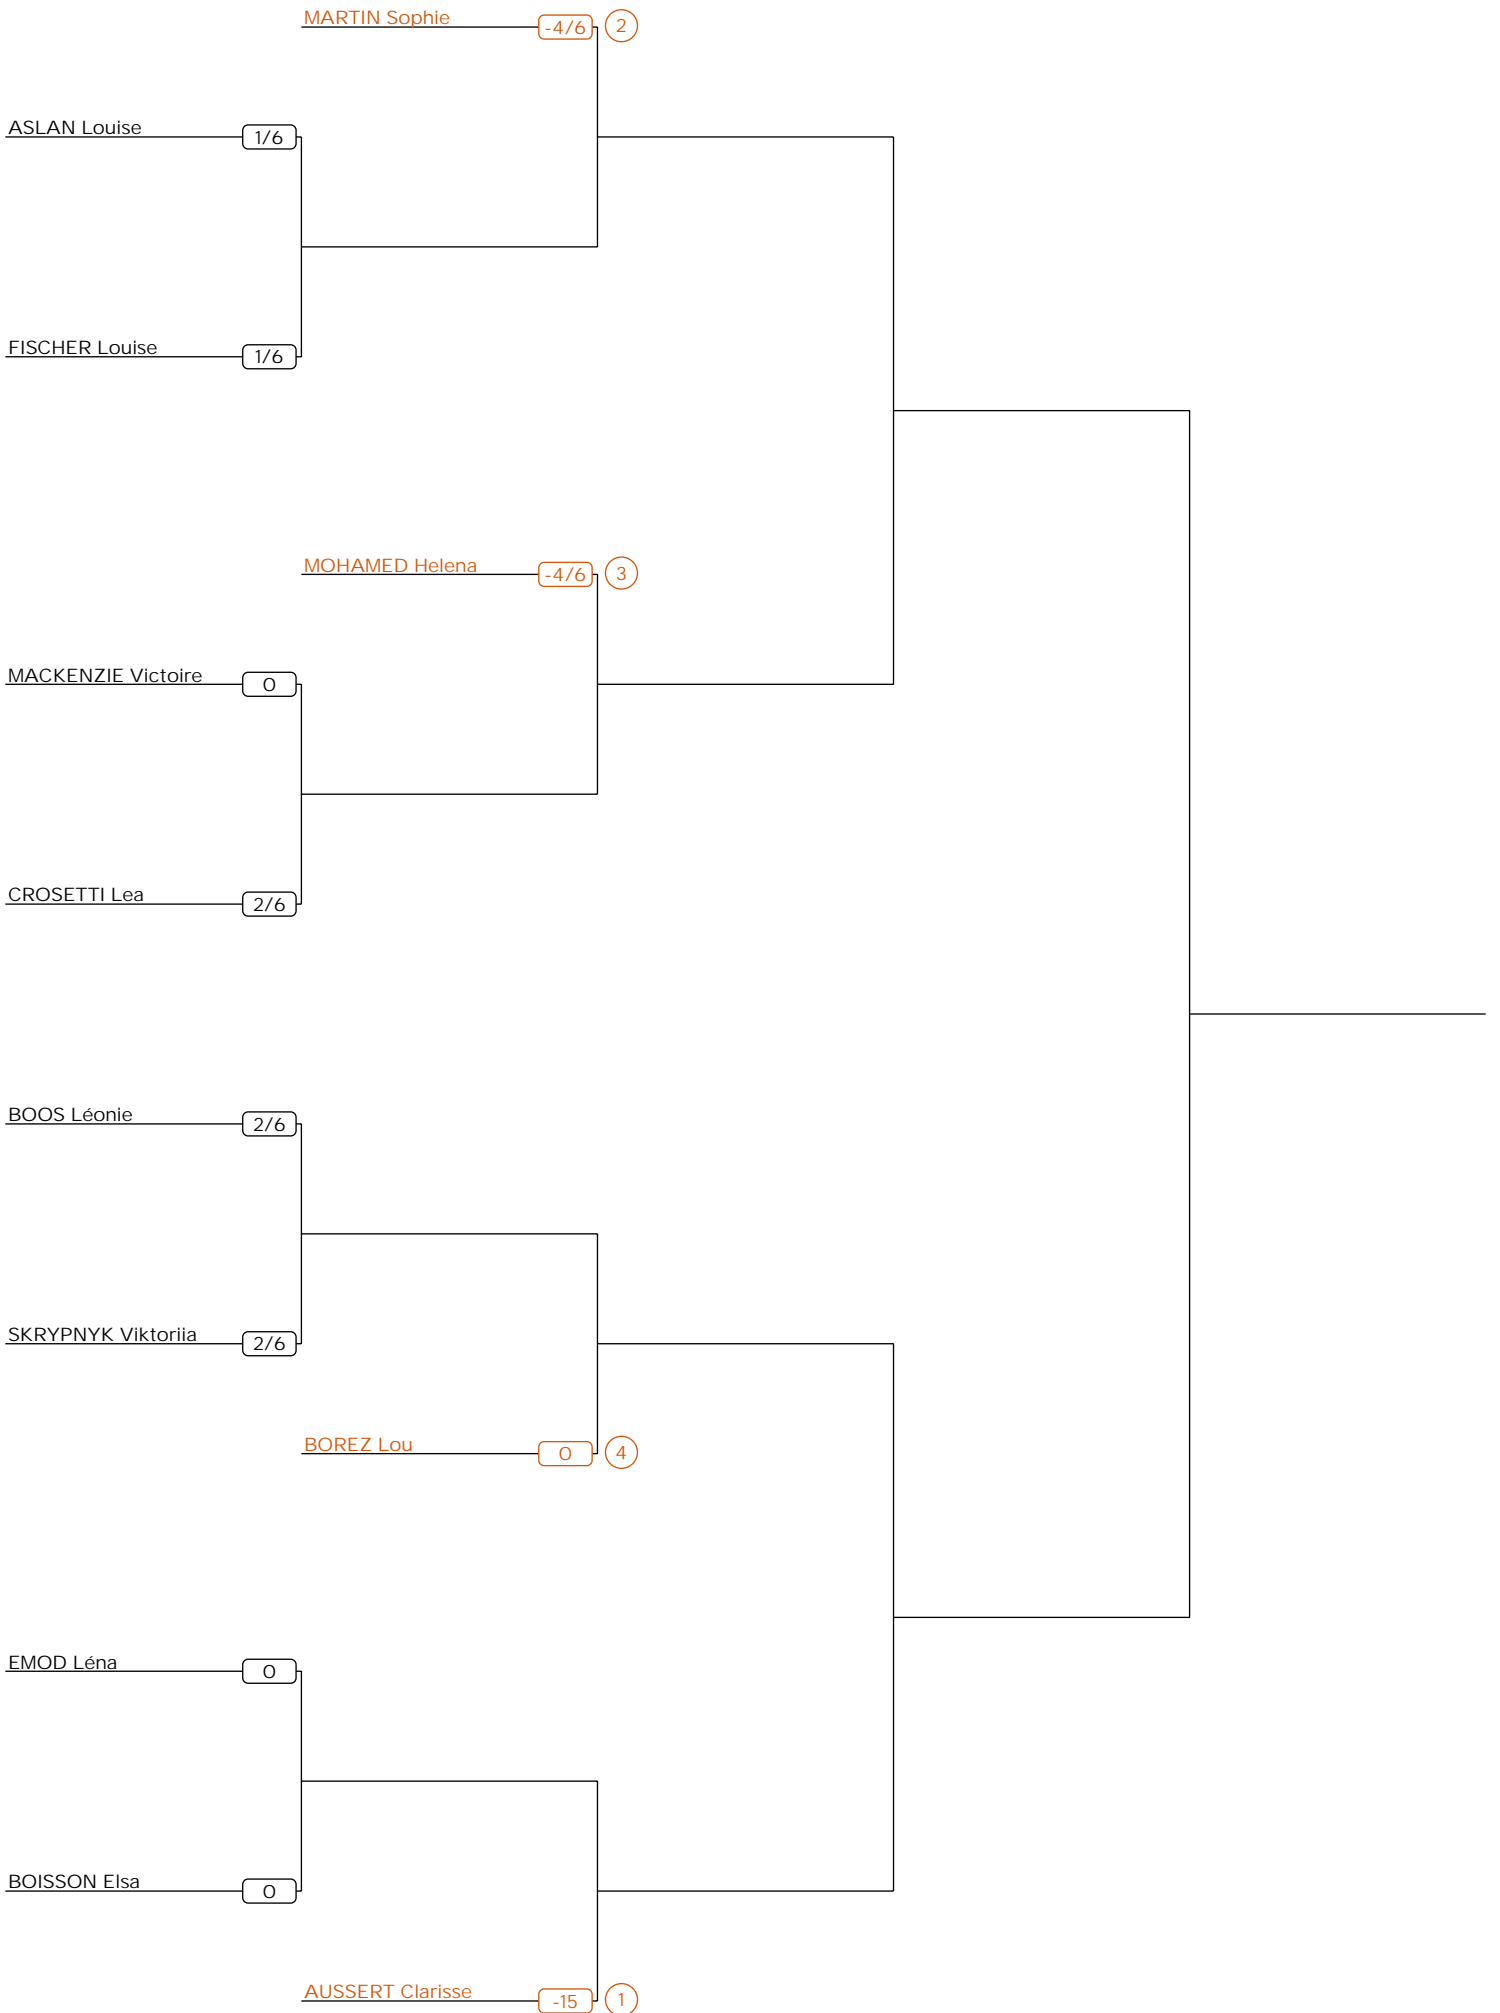 MARTIN Sophie -4/6 2
ASLAN Louise 1/6
FISCHER Louise 1/6
MOHAMED Helena -4/6 3
MACKENZIE Victoire 0
CROSETTI Lea 2/6
BOOS Léonie 2/6
SKRYPNYK Viktoriia 2/6
BOREZ Lou 0 4
EMOD Léna 0
BOISSON Elsa 0
AUSSERT Clarisse -15 1